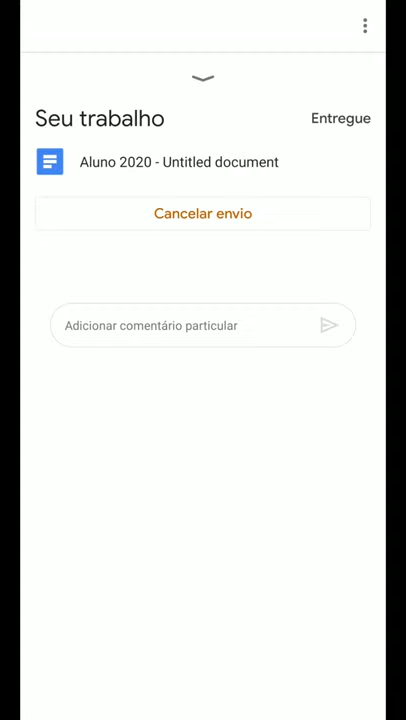 Seu trabalho
Entregue
Aluno 2020 - Untitled document
Cancelar envio
Adicionar comentário particular